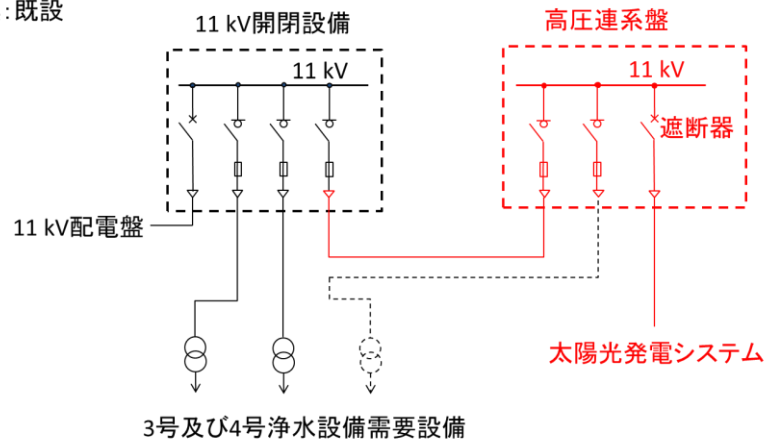 : 既設
11 kV開閉設備
高圧連系盤
11 kV
11 kV
遮断器
11 kV配電盤
太陽光発電システム
3号及び4号浄水設備需要設備